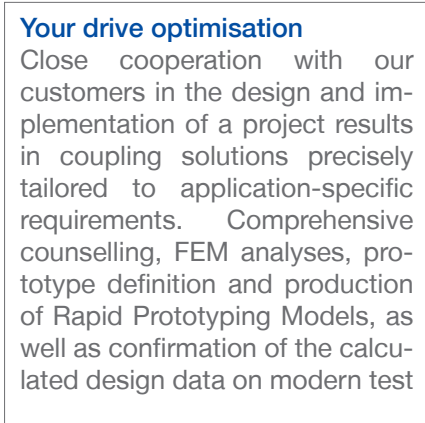 Your drive optimisation
Close cooperation with our
customers in the design and im-
plementation of a project results
in coupling solutions precisely
tailored to application-specific
requirements. Comprehensive
counselling, FEM analyses, pro-
totype definition and production
of Rapid Prototyping Models, as
well as confirmation of the calcu-
lated design data on modern test